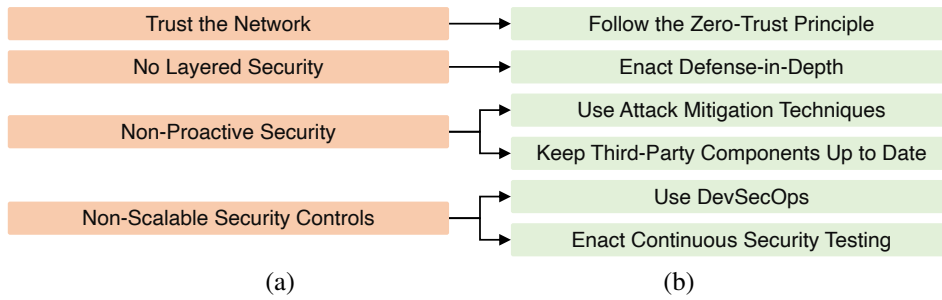 Trust the Network
Follow the Zero-Trust Principle
No Layered Security
Enact Defense-in-Depth
Non-Proactive Security
Use Attack Mitigation Techniques
Keep Third-Party Components Up to Date
Non-Scalable Security Controls
Use DevSecOps
Enact Continuous Security Testing
(a)
(b)